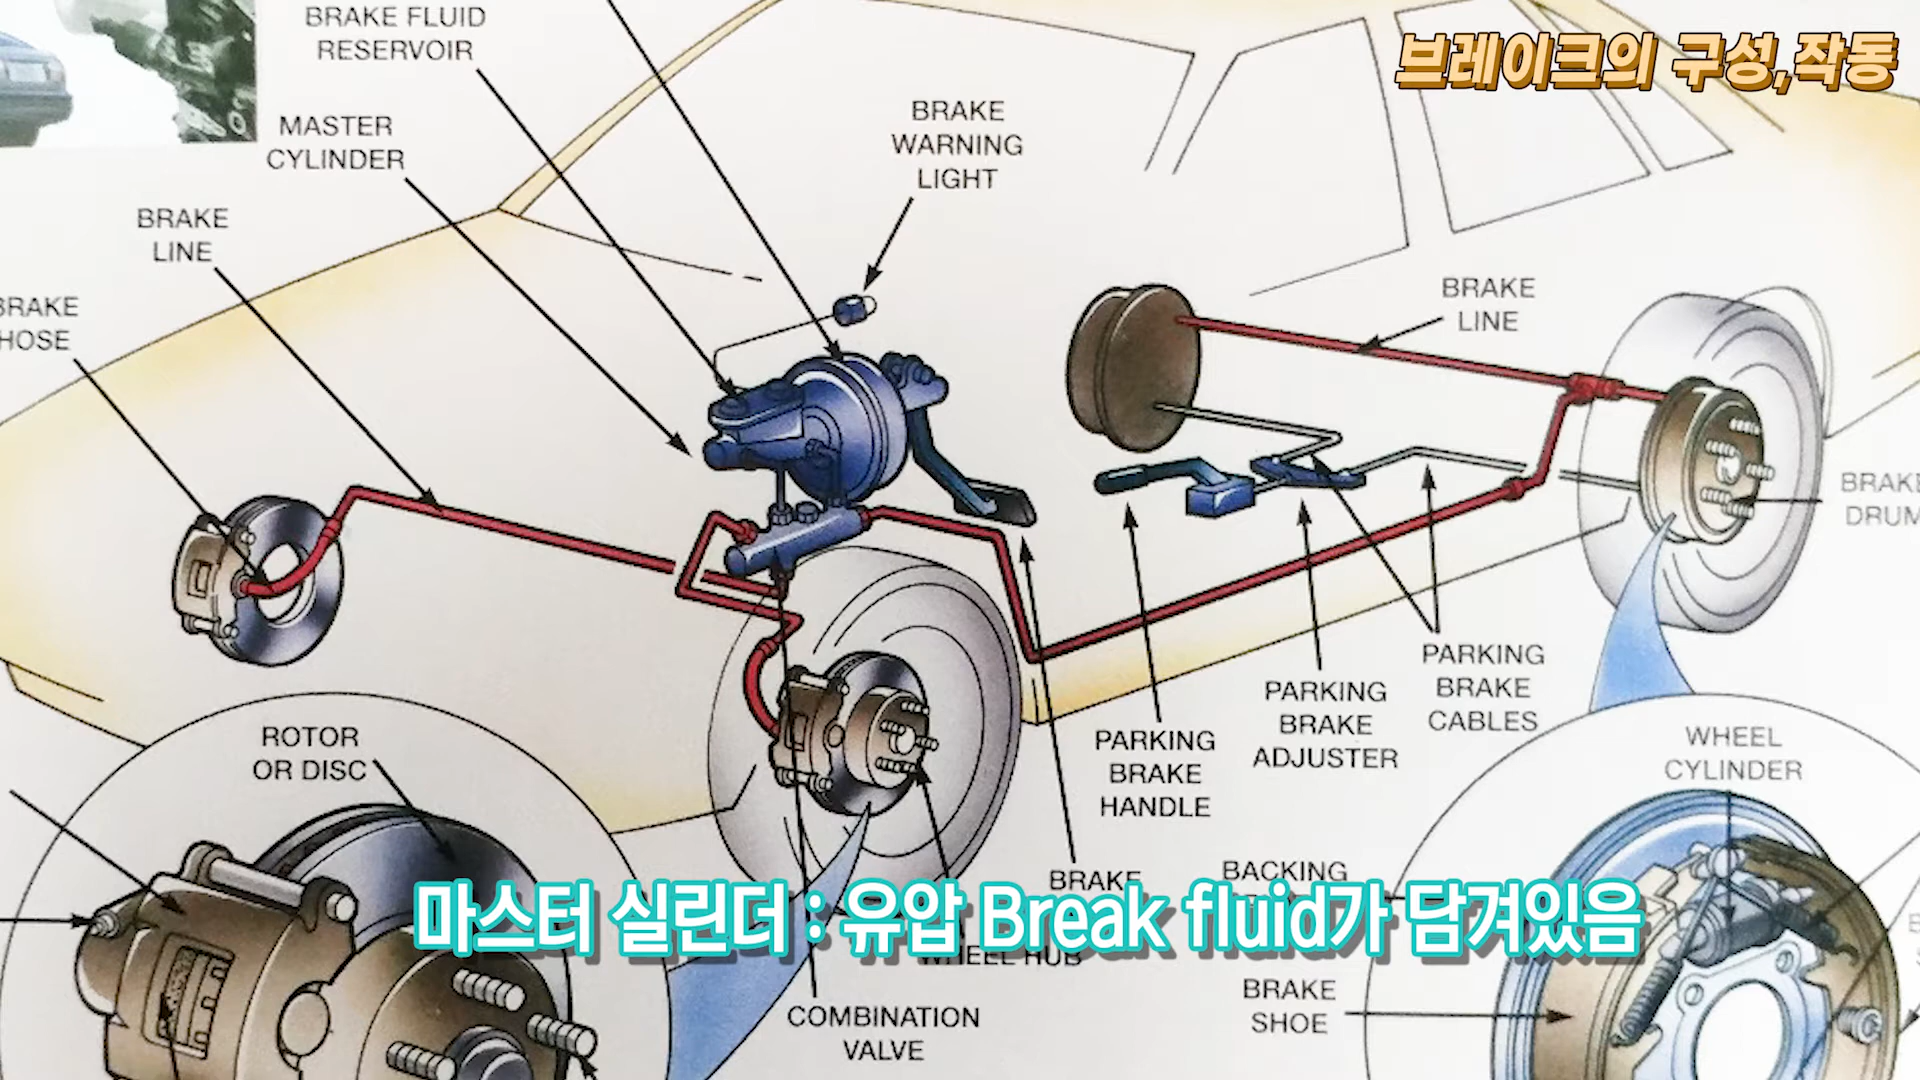 BRAKE FLUID
RESERVOIR
브레이크의 구성,작동
MASTER
CYLINDER
BRAKE
WARNING
LIGHT
BRAKE
LINE
BRAKE
HOSE
BRAKE
LINE
BRAKE
DRUM
PARKING
BRAKE
CABLES
PARKING
BRAKE
ADJUSTER
PARKING
BRAKE
HANDLE
ROTOR
OR DISC
WHEEL
CYLINDER
BRAKE
BACKING
마스터 실린더 : 유압 Break fluid가 담겨있음
WHEEL HUB
BRAKE
SHOE
COMBINATION
VALVE